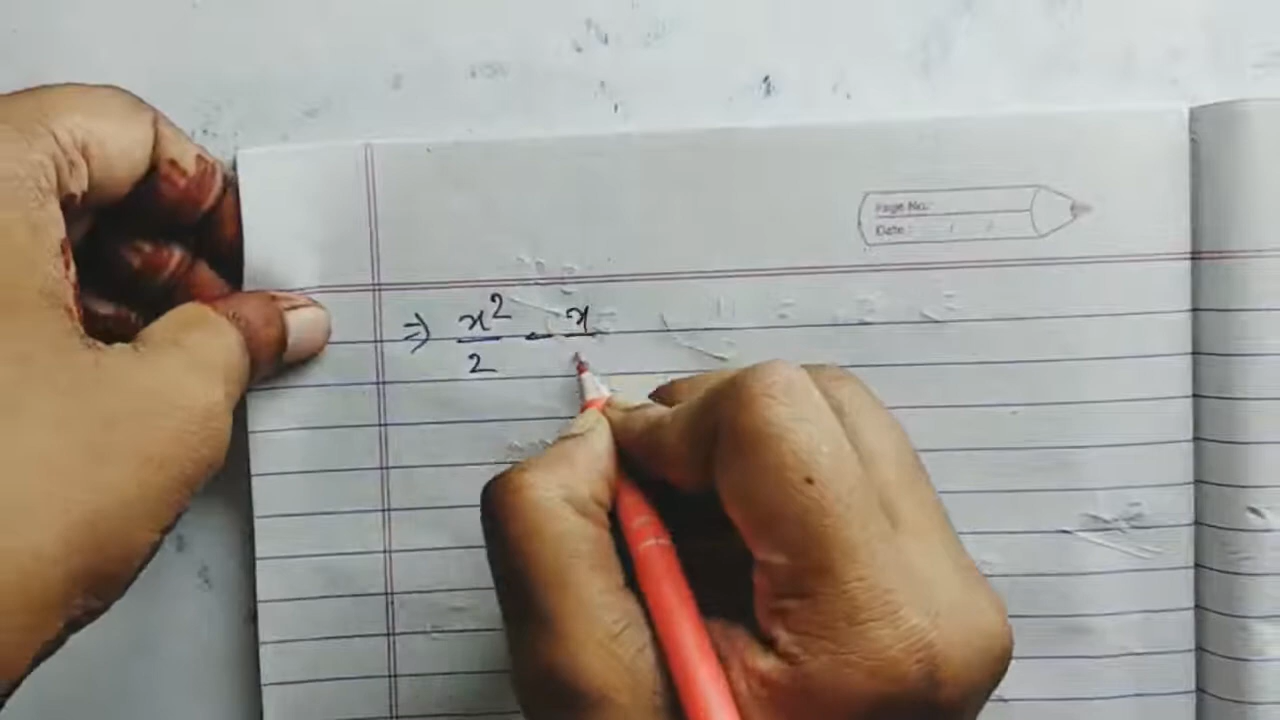 Page No.:
Date : / /
⇒ x²/2 - x/